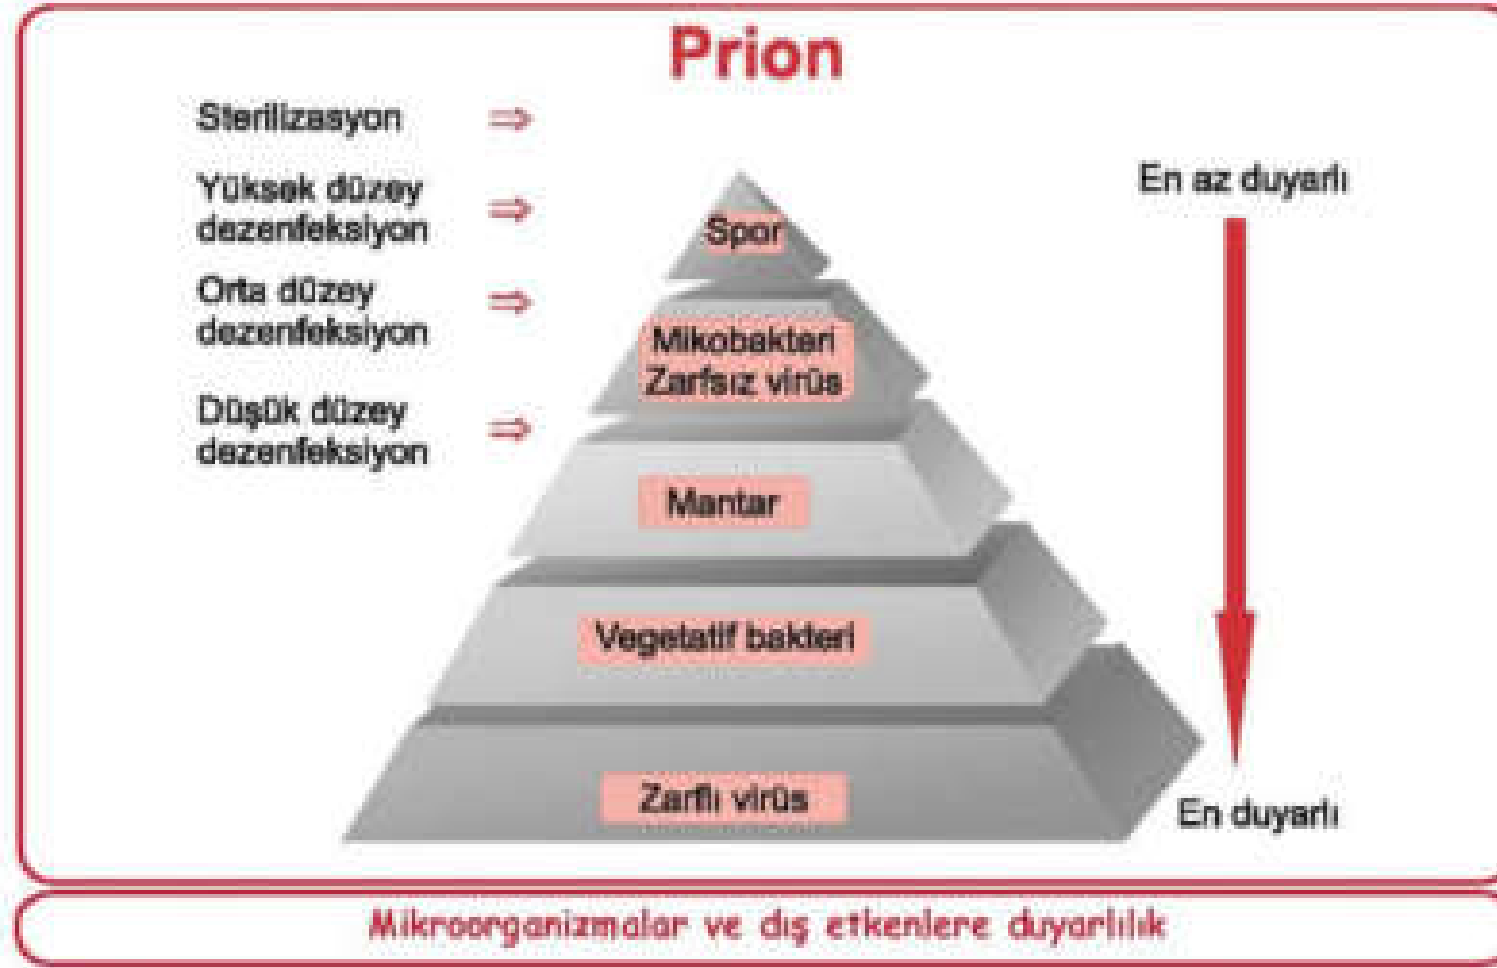 Prion
Sterilizasyon
Yüksek düzey
dezenfeksiyon
Orta düzey
dezenfeksiyon
Düşük düzey
dezenfeksiyon
Spor
Mikobakteri
Zarfsız virüs
Mantar
Vegetatif bakteri
Zarflı virüs
En az duyarlı
En duyarlı
Mikroorganizmalar ve dış etkenlere duyarlılık